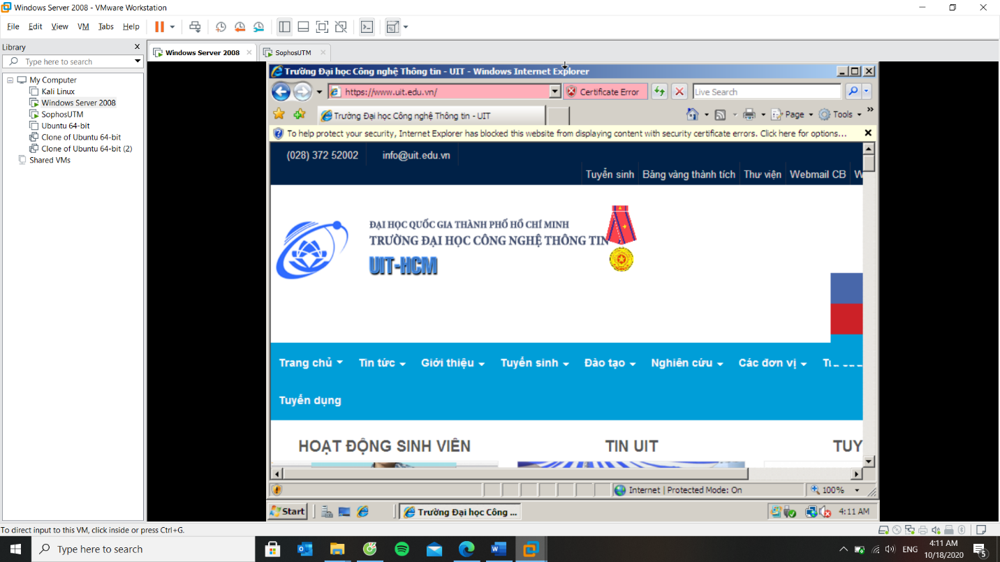 Windows Server 2008 - VMware Workstation
File Edit View VM Tabs Help
Library
Type here to search
My Computer
Kali Linux
Windows Server 2008
SophosUTM
Ubuntu 64-bit
Clone of Ubuntu 64-bit
Clone of Ubuntu 64-bit (2)
Shared VMs
Windows Server 2008
SophosUTM
Trường Đại học Công nghệ Thông tin - UIT - Windows Internet Explorer
https://www.uit.edu.vn/
Certificate Error
Live Search
Trường Đại học Công nghệ Thông tin - UIT
Page
Tools
To help protect your security, Internet Explorer has blocked this website from displaying content with security certificate errors. Click here for options...
(028) 372 52002
info@uit.edu.vn
Tuyển sinh Bảng vàng thành tích Thư viện Webmail CB W
ĐẠI HỌC QUỐC GIA THÀNH PHỐ HỒ CHÍ MINH
TRƯỜNG ĐẠI HỌC CÔNG NGHỆ THÔNG TIN
UIT-HCM
Trang chủ Tin tức Giới thiệu Tuyển sinh Đào tạo Nghiên cứu Các đơn vị
Tuyển dụng
HOẠT ĐỘNG SINH VIÊN TIN UIT TUY
Internet | Protected Mode: On
100%
Start
Trường Đại học Công ...
4:11 AM
To direct input to this VM, click inside or press Ctrl+G.
Type here to search
ENG
4:11 AM
10/18/2020
5